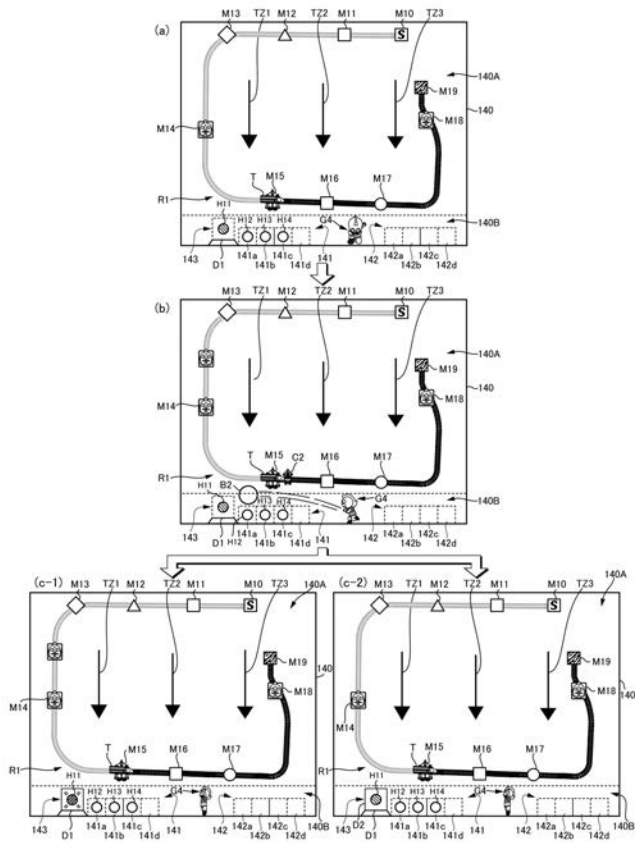 (a)
M13 TZ1 M12 TZ2 M11 M10 TZ3
140A
M19
140
M18
M14
T M15 M16 M17
R1
H11 H12 H13 H14 G4 140B
143
D1 141a 141b 141c 141d 141 142 142a 142b 142c 142d
(b)
M13 TZ1 M12 TZ2 M11 M10 TZ3
140A
M19
140
M18
M14
T M15 C2 M16 M17
R1
H11 B2 H13 H14 G4 140B
143
D1 H12 141a 141b 141c 141d 141 142 142a 142b 142c 142d
(c-1)
M13 TZ1 M12 TZ2 M11 M10 TZ3 140A
M19
140
M18
M14
T M15 M16 M17
R1
H11 H12 H13 H14 G4
143
D1 141a 141b 141c 141d 141 142 142a 142b 142c 142d 140B
(c-2)
M13 TZ1 M12 TZ2 M11 M10 TZ3 140A
M19
140
M18
M14
T M15 M16 M17
R1
H11 H12 H13 H14 G4
143
D2 D1 141a 141b 141c 141d 141 142 142a 142b 142c 142d 140B